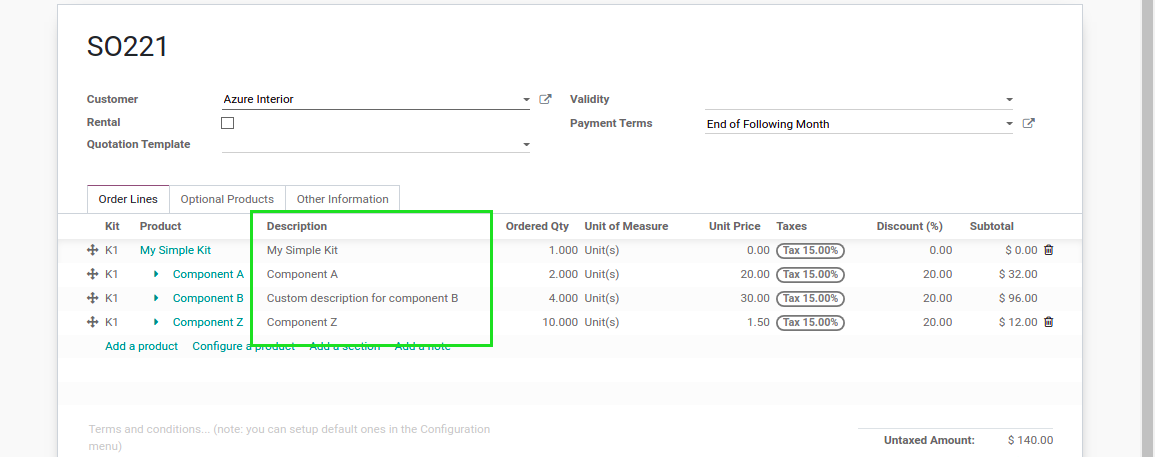 SO221
Customer Azure Interior Validity
Rental
Payment Terms End of Following Month
Quotation Template
Order Lines Optional Products Other Information
Kit Product Description Ordered Qty Unit of Measure Unit Price Taxes Discount (%) Subtotal
K1 My Simple Kit My Simple Kit 1.000 Unit(s) 0.00 Tax 15.00% 0.00 $ 0.00
K1 Component A Component A 2.000 Unit(s) 20.00 Tax 15.00% 20.00 $ 32.00
K1 Component B Custom description for component B 4.000 Unit(s) 30.00 Tax 15.00% 20.00 $ 96.00
K1 Component Z Component Z 10.000 Unit(s) 1.50 Tax 15.00% 20.00 $ 12.00
Add a product Configure a product Add a section Add a note
Terms and conditions... (note: you can setup default ones in the Configuration
menu)
Untaxed Amount: $ 140.00